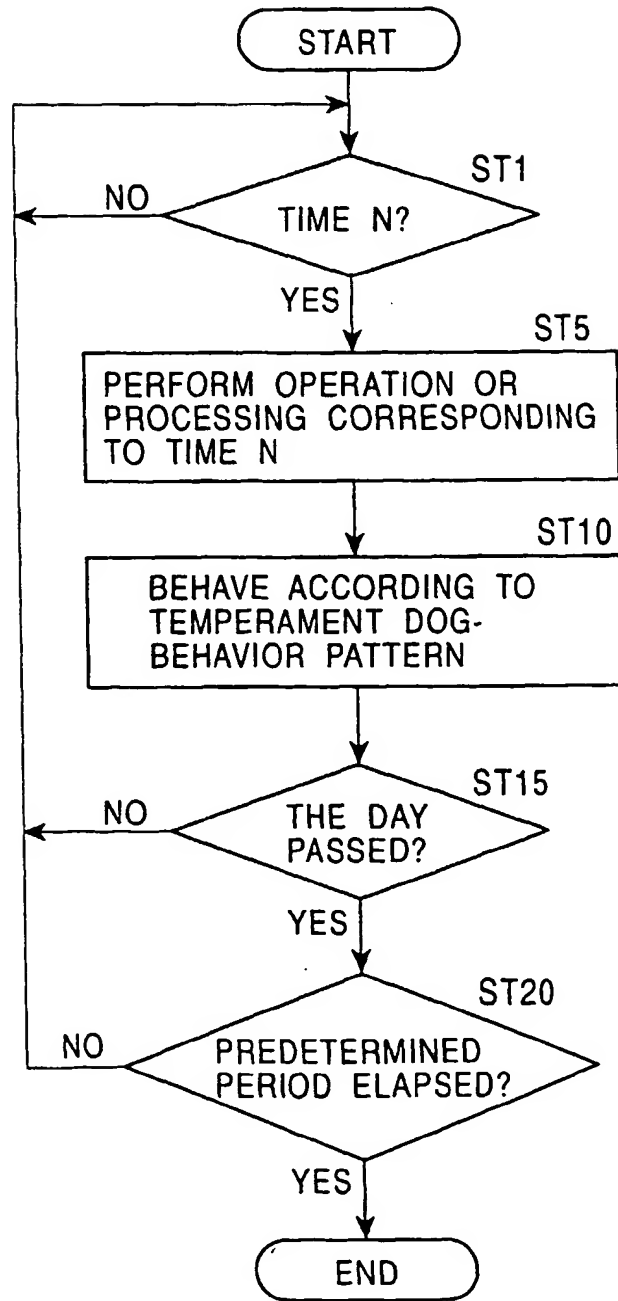 START
ST1
NO
TIME N?
YES
ST5
PERFORM OPERATION OR
PROCESSING CORRESPONDING
TO TIME N
ST10
BEHAVE ACCORDING TO
TEMPERAMENT DOG-
BEHAVIOR PATTERN
ST15
NO
THE DAY
PASSED?
YES
ST20
NO
PREDETERMINED
PERIOD ELAPSED?
YES
END